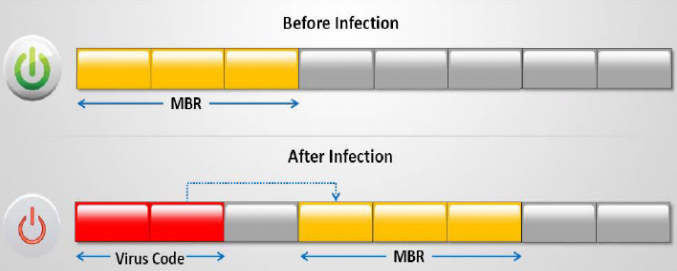 Before Infection
MBR
After Infection
Virus Code
MBR